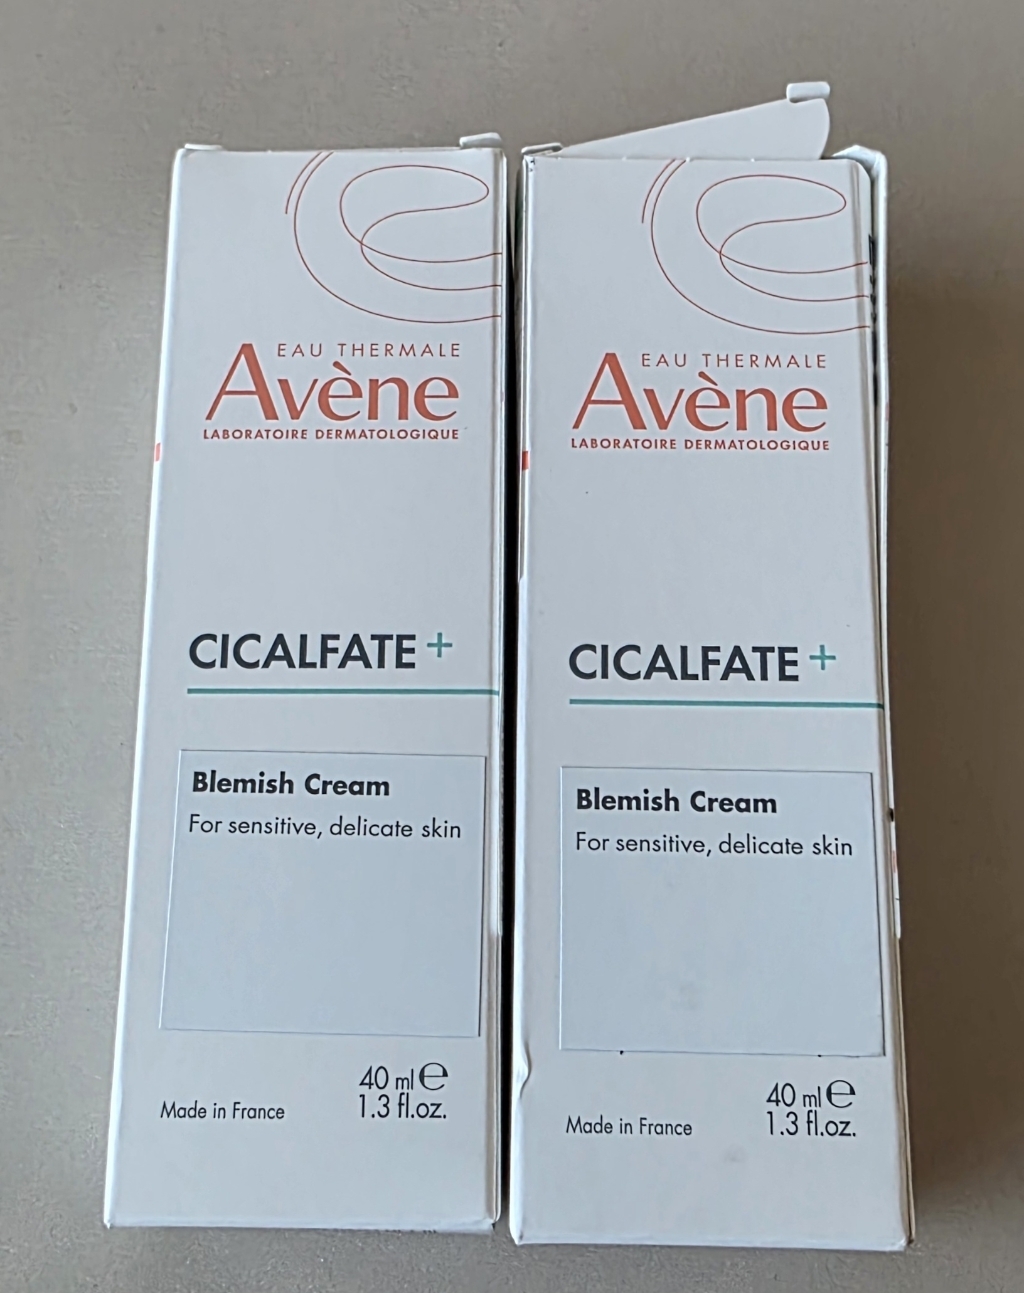 EAU THERMALE
Avène
LABORATOIRE DERMATOLOGIQUE
CICALFATE+
Blemish Cream
For sensitive, delicate skin
40 ml ℮
1.3 fl.oz.
Made in France
EAU THERMALE
Avène
LABORATOIRE DERMATOLOGIQUE
CICALFATE+
Blemish Cream
For sensitive, delicate skin
40 ml ℮
1.3 fl.oz.
Made in France